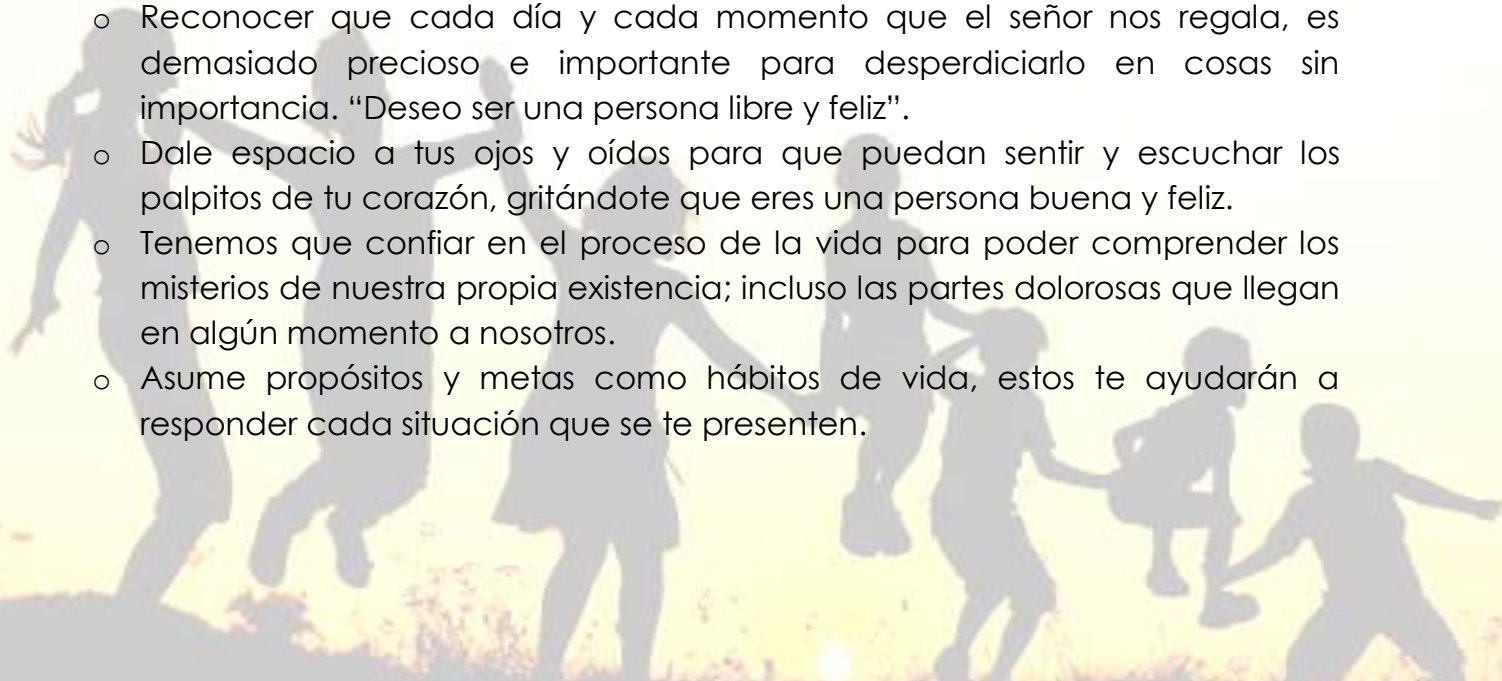 o Reconocer que cada día y cada momento que el señor nos regala, es
demasiado precioso e importante para desperdiciarlo en cosas sin
importancia. “Deseo ser una persona libre y feliz”.
o Dale espacio a tus ojos y oídos para que puedan sentir y escuchar los
palpitos de tu corazón, gritándote que eres una persona buena y feliz.
o Tenemos que confiar en el proceso de la vida para poder comprender los
misterios de nuestra propia existencia; incluso las partes dolorosas que llegan
en algún momento a nosotros.
o Asume propósitos y metas como hábitos de vida, estos te ayudarán a
responder cada situación que se te presenten.